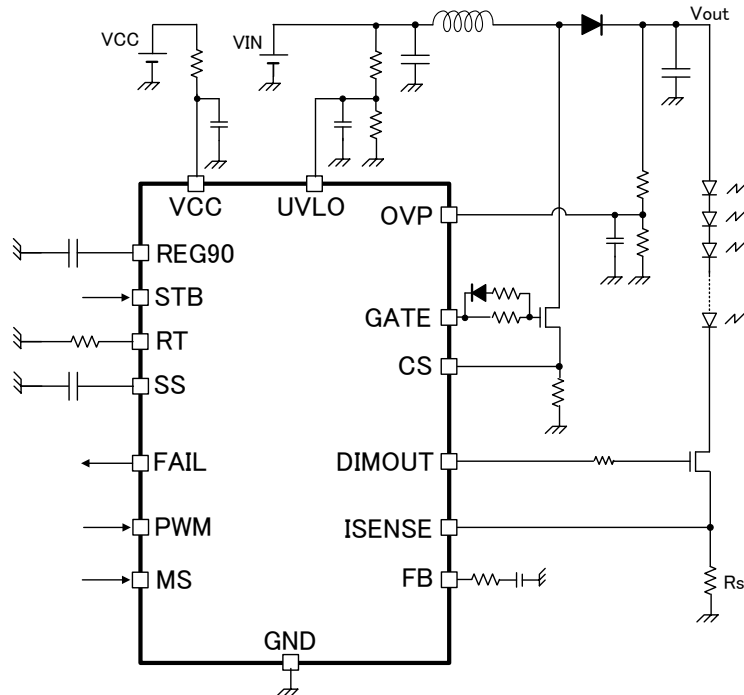 VCC
VIN
Vout
VCC
UVLO
OVP
REG90
STB
GATE
RT
CS
SS
FAIL
DIMOUT
PWM
ISENSE
MS
FB
Rs
GND